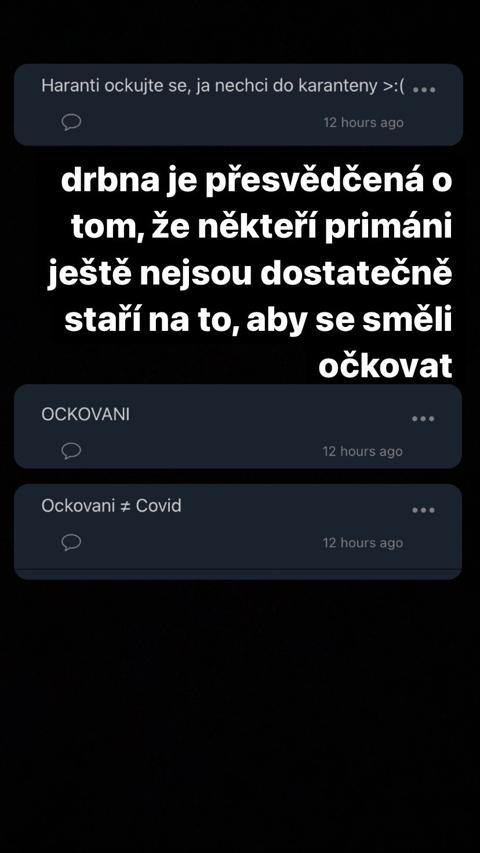 Haranti ockujte se, ja nechci do karanteny >:(
12 hours ago
drbna je přesvědčená o
tom, že někteří primáni
ještě nejsou dostatečně
staří na to, aby se směli
očkovat
OCKOVANI
12 hours ago
Ockovani ≠ Covid
12 hours ago